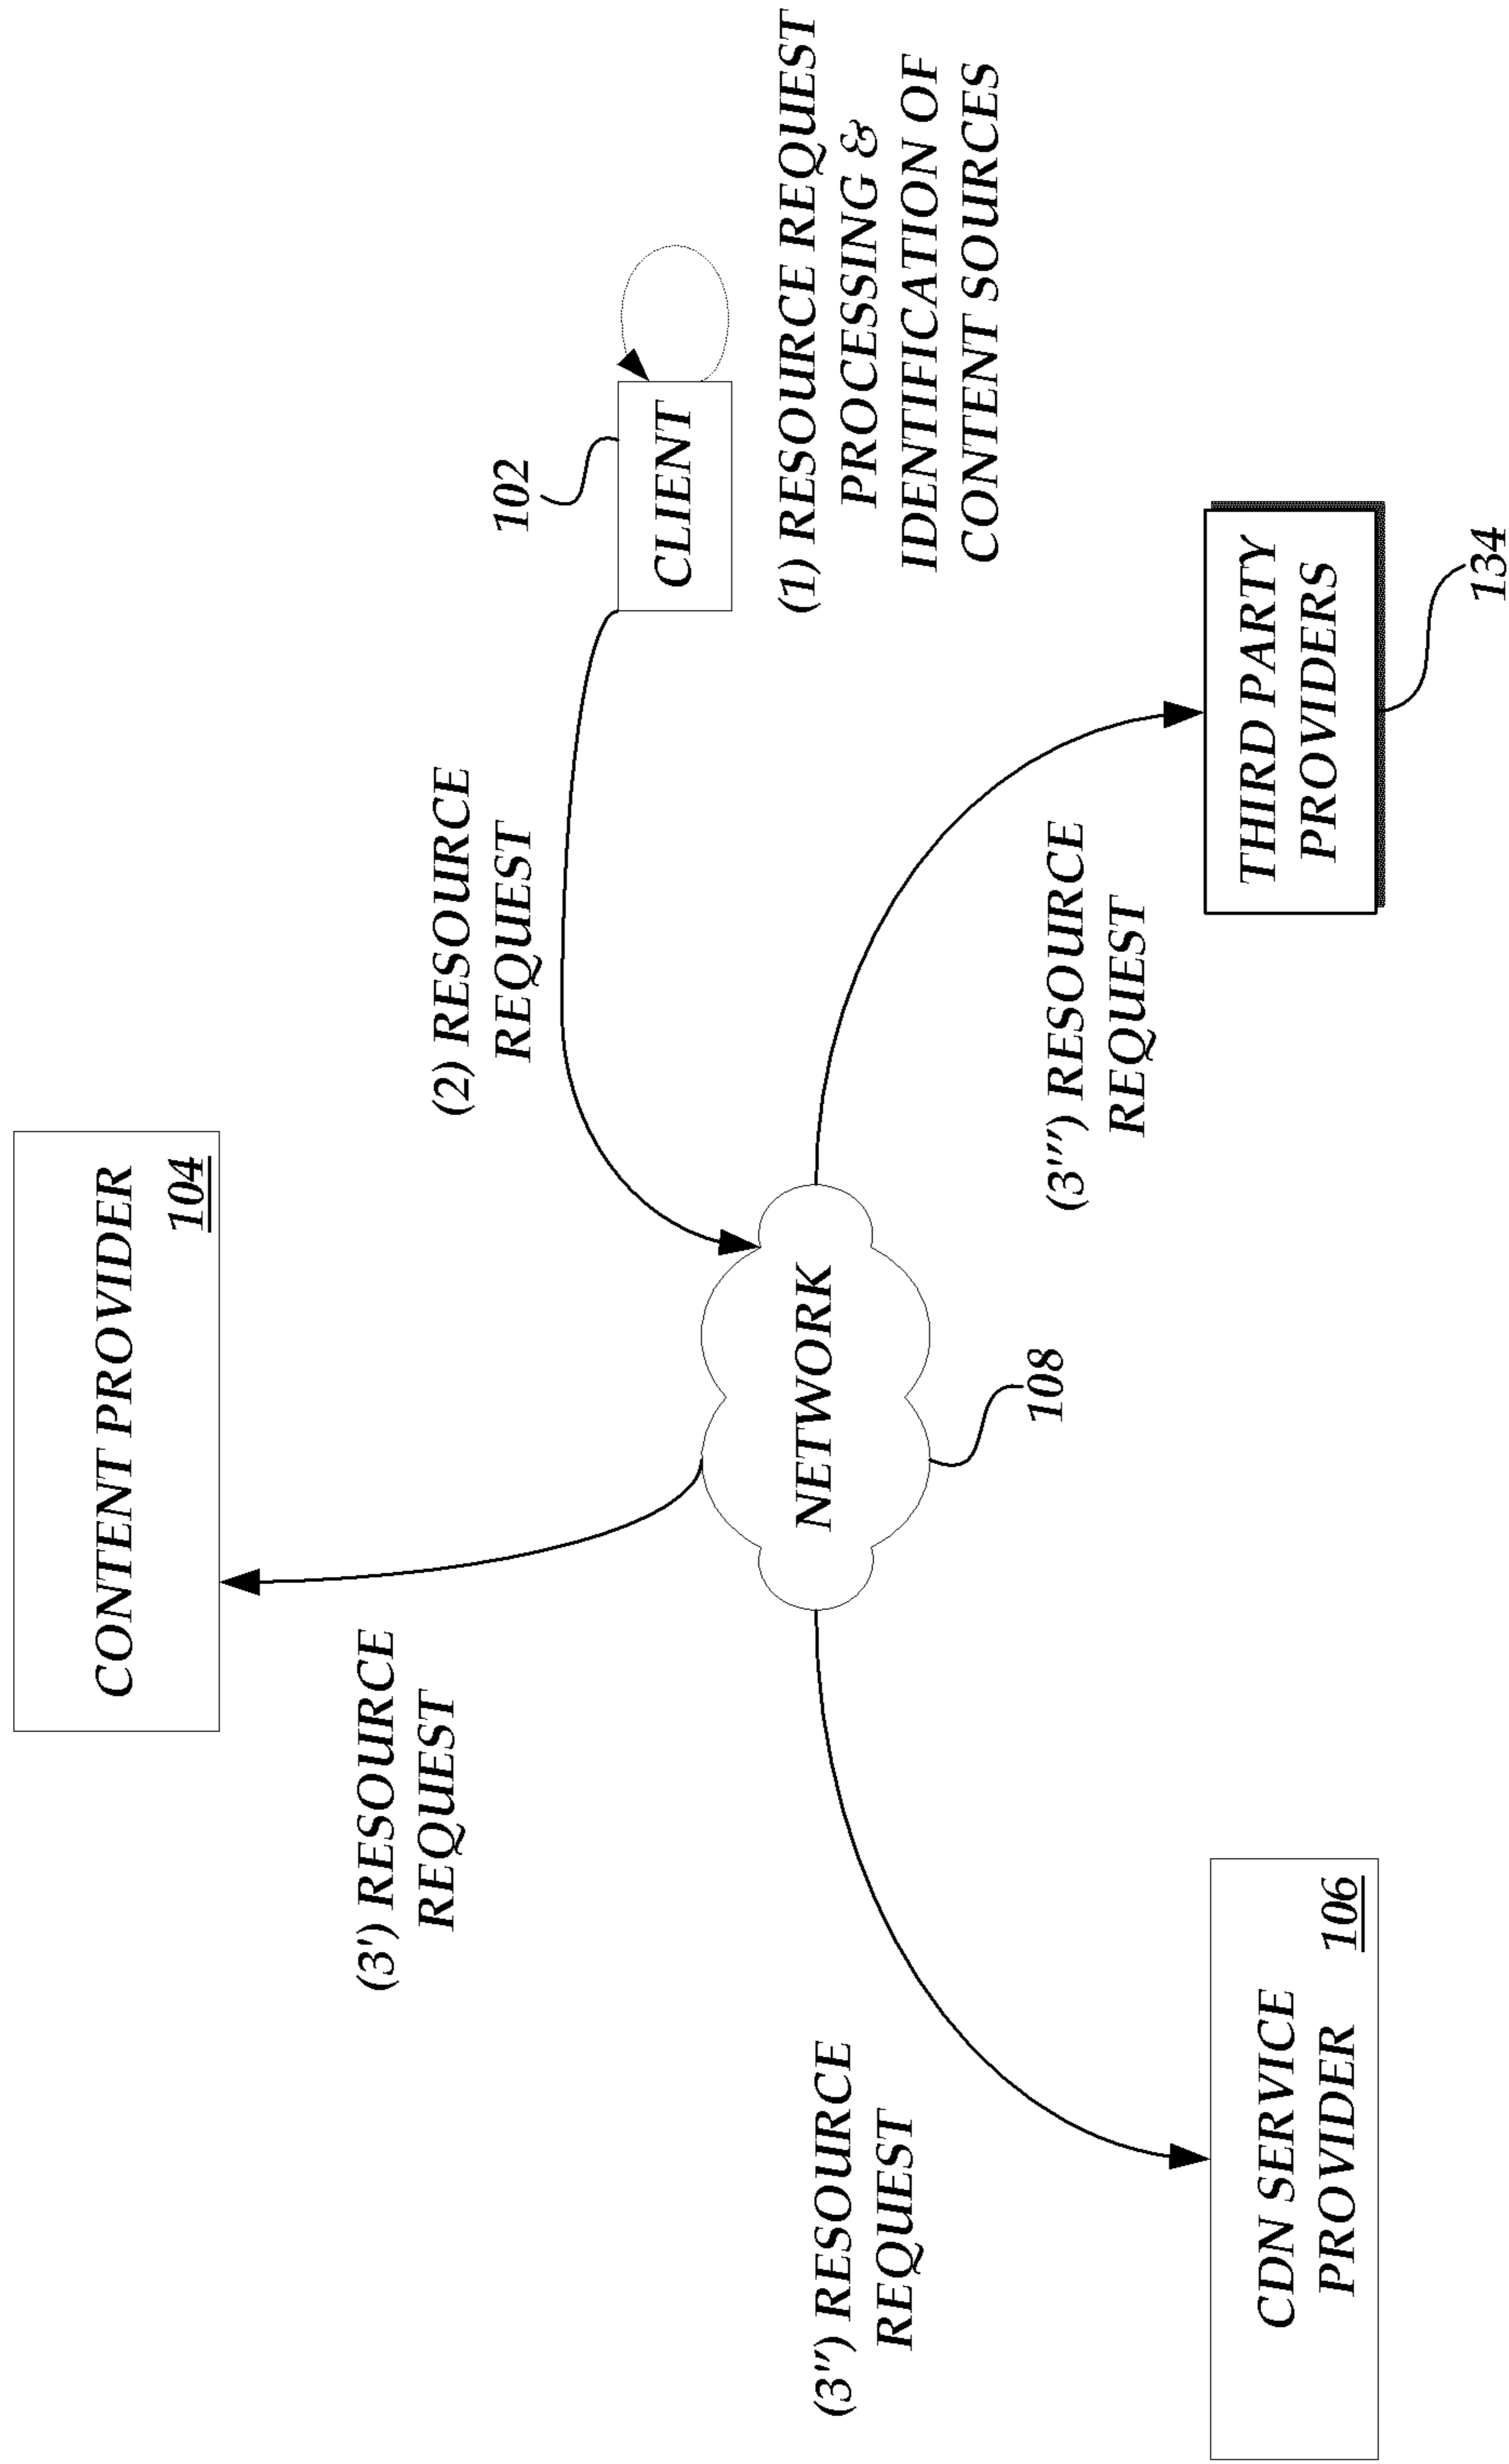 CONTENT PROVIDER
104
(3') RESOURCE
REQUEST
(2) RESOURCE
REQUEST
102
CLIENT
(1) RESOURCE REQUEST
PROCESSING &
IDENTIFICATION OF
CONTENT SOURCES
NETWORK
108
(3'') RESOURCE
REQUEST
(3''') RESOURCE
REQUEST
CDN SERVICE
PROVIDER
106
THIRD PARTY
PROVIDERS
134